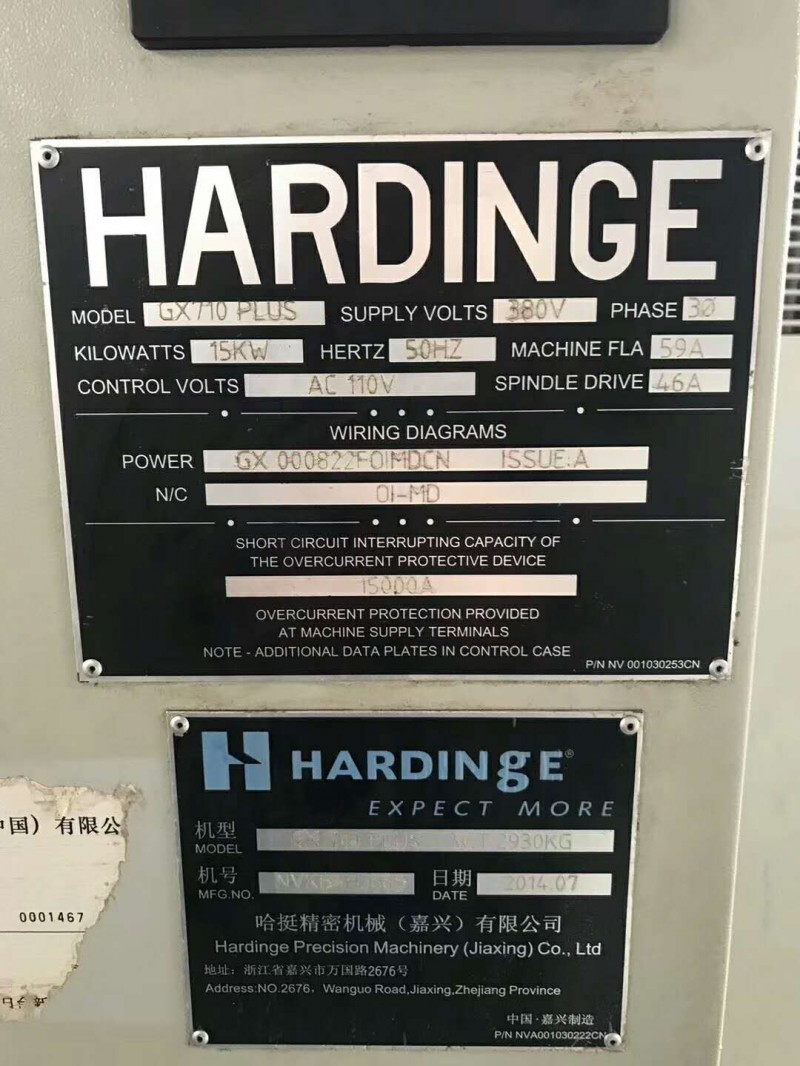 HARDINGE
MODEL GX710 PLUS SUPPLY VOLTS 380V PHASE 3Ø
KILOWATTS 15KW HERTZ 50HZ MACHINE FLA 59A
CONTROL VOLTS AC 110V SPINDLE DRIVE 46A
WIRING DIAGRAMS
POWER GX 000822FOIMDCN ISSUE:A
N/C OI-MD
SHORT CIRCUIT INTERRUPTING CAPACITY OF
THE OVERCURRENT PROTECTIVE DEVICE
15000A
OVERCURRENT PROTECTION PROVIDED
AT MACHINE SUPPLY TERMINALS
NOTE - ADDITIONAL DATA PLATES IN CONTROL CASE
P/N NV 001030253CN
HARDINGE®
EXPECT MORE
机型
MODEL 2930KG
机号 日期
MFG.NO. DATE 2014.07
哈挺精密机械（嘉兴）有限公司
Hardinge Precision Machinery (Jiaxing) Co., Ltd
地址: 浙江省嘉兴市万国路2676号
Address:NO.2676，Wanguo Road,Jiaxing,Zhejiang Province
中国·嘉兴制造
P/N NVA001030222CN
中国）有限公
0001467